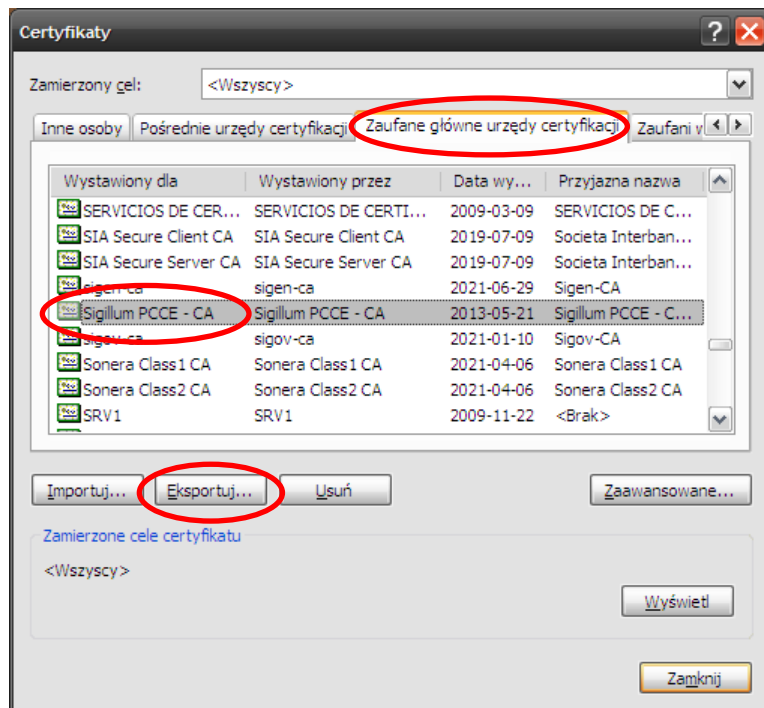 Certyfikaty
Zamierzony cel: <Wszyscy>
Inne osoby Pośrednie urzędy certyfikacji Zaufane główne urzędy certyfikacji Zaufani w
Wystawiony dla Wystawiony przez Data wy... Przyjazna nazwa
SERVICIOS DE CER... SERVICIOS DE CERTI... 2009-03-09 SERVICIOS DE C...
SIA Secure Client CA SIA Secure Client CA 2019-07-09 Societa Interban...
SIA Secure Server CA SIA Secure Server CA 2019-07-09 Societa Interban...
sigen-ca sigen-ca 2021-06-29 Sigen-CA
Sigillum PCCE - CA Sigillum PCCE - CA 2013-05-21 Sigillum PCCE - C...
sigov-ca sigov-ca 2021-01-10 Sigov-CA
Sonera Class1 CA Sonera Class1 CA 2021-04-06 Sonera Class1 CA
Sonera Class2 CA Sonera Class2 CA 2021-04-06 Sonera Class2 CA
SRV1 SRV1 2009-11-22 <Brak>
Importuj... Eksportuj... Usuń Zaawansowane...
Zamierzone cele certyfikatu
<Wszyscy>
Wyświetl
Zamknij